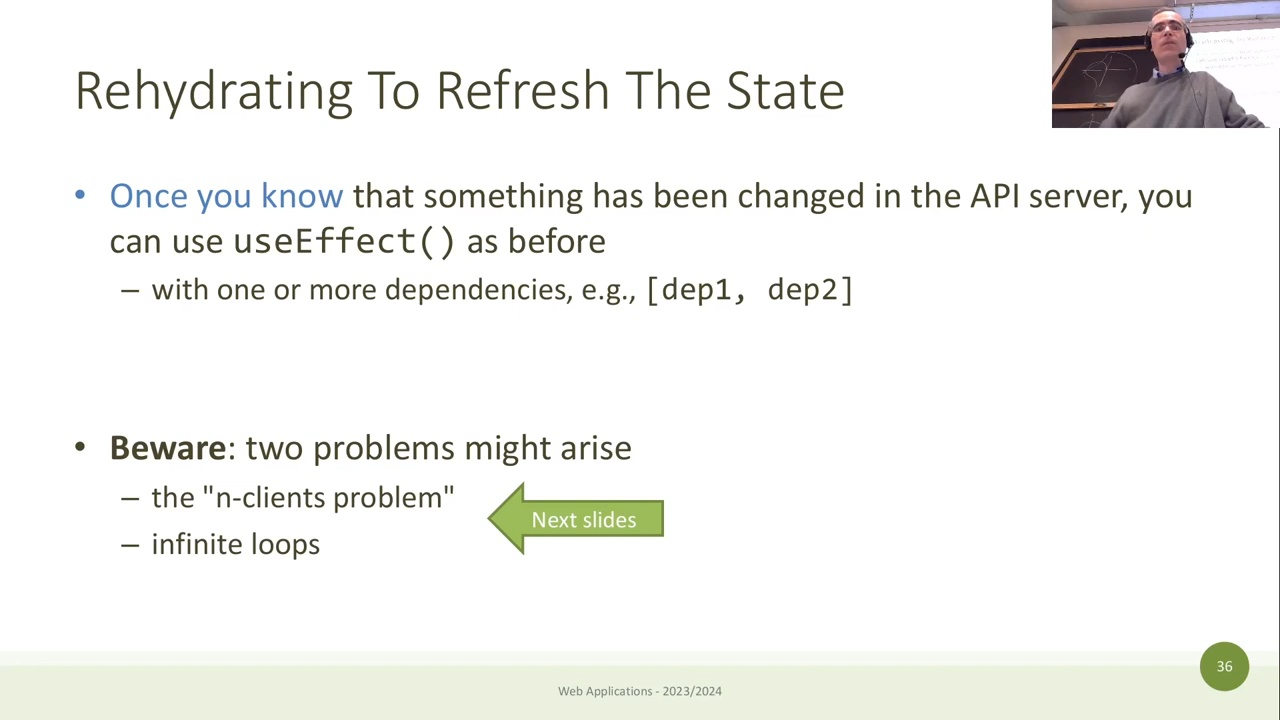 Rehydrating To Refresh The State
• Once you know that something has been changed in the API server, you
can use useEffect() as before
– with one or more dependencies, e.g., [dep1, dep2]
• Beware: two problems might arise
– the "n-clients problem"
– infinite loops
Next slides
36
Web Applications - 2023/2024